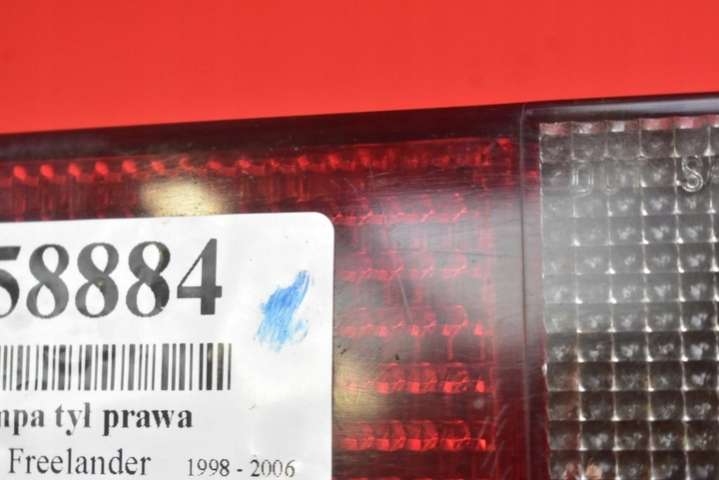 58884
mpa tył prawa
Freelander 1998 - 2006